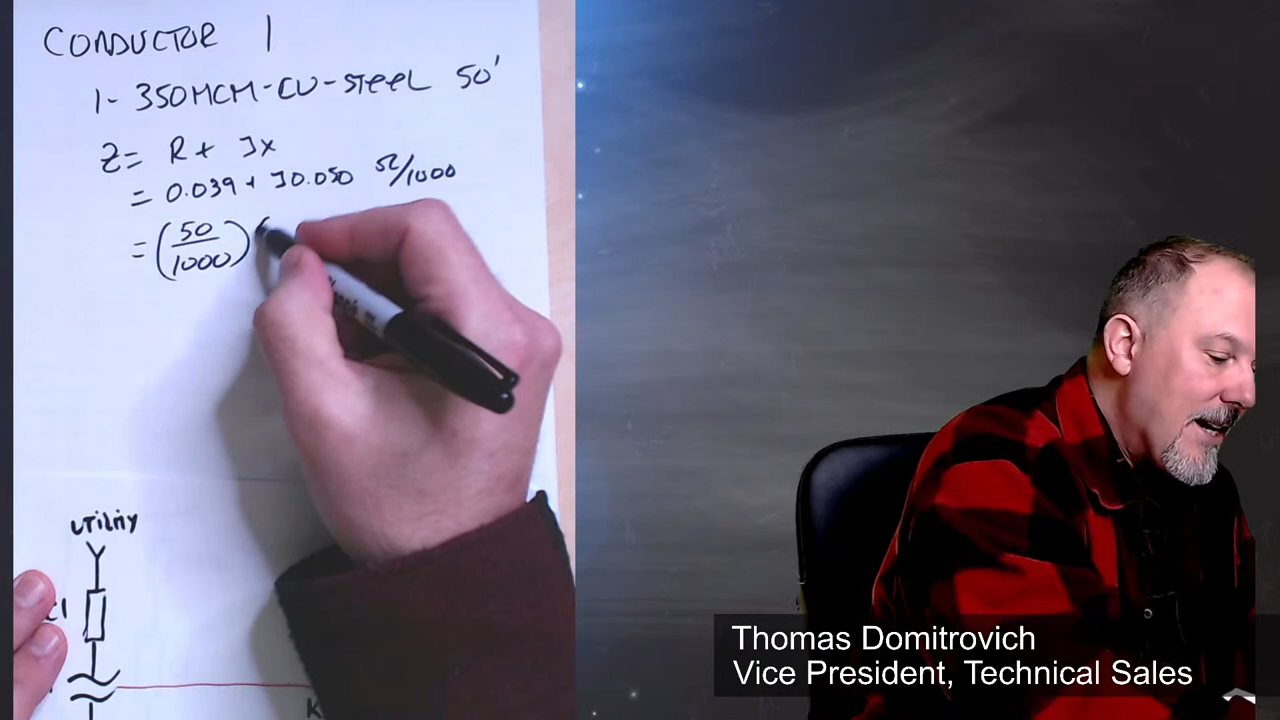 CONDUCTOR 1
1- 350MCM-CU-STEEL 50'
Z= R + JX
= 0.039 + J0.050 Ω/1000
= (50/1000) (
UTILITY
C1
K
Thomas Domitrovich
Vice President, Technical Sales